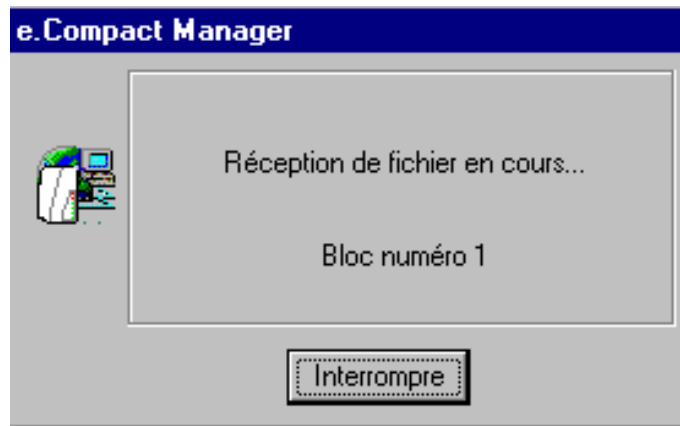 e.Compact Manager
Réception de fichier en cours...
Bloc numéro 1
Interrompre